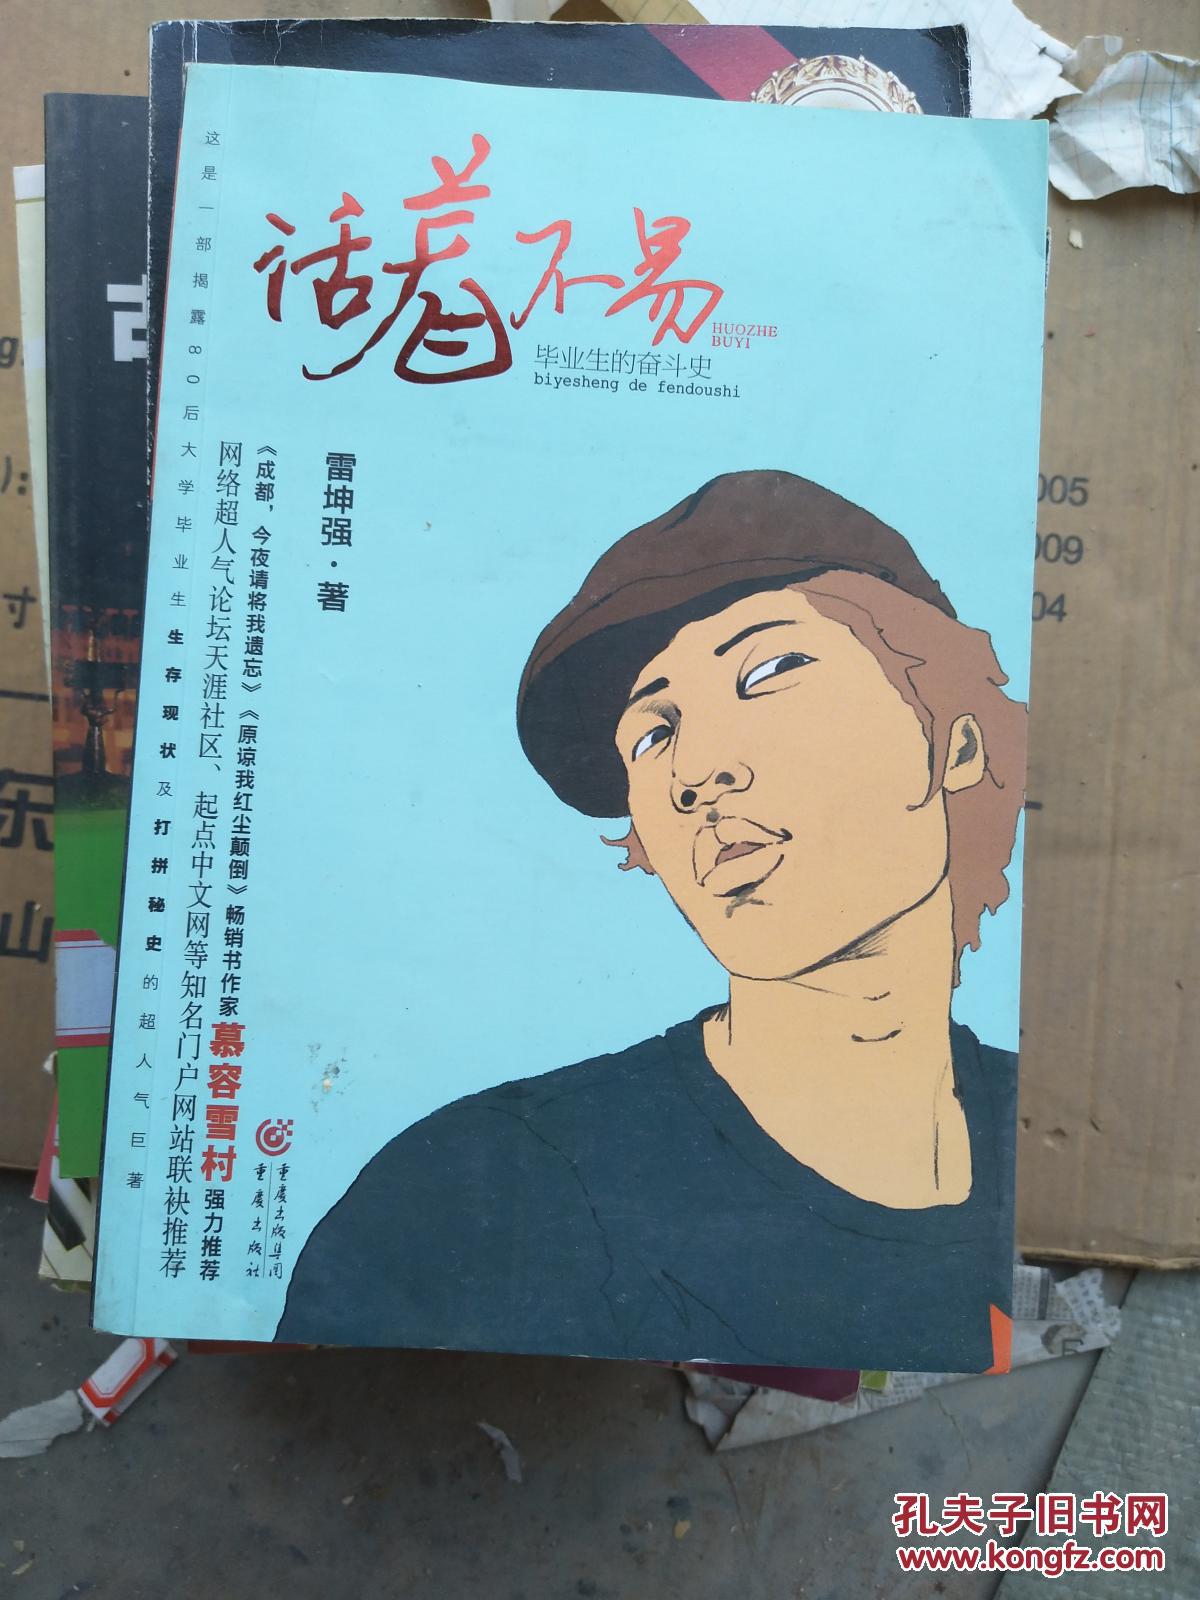 活着不易
HUOZHE
BUYI
毕业生的奋斗史
biyesheng de fendoushi
雷坤强·著
《成都，今夜请将我遗忘》《原谅我红尘颠倒》畅销书作家慕容雪村强力推荐
网络超人气论坛天涯社区、起点中文网等知名门户网站联袂推荐
这是一部揭露80后大学毕业生生存现状及打拼秘史的超人气巨著
重庆出版集团
重庆出版社
005
009
04
寸
山
孔夫子旧书网
www.kongfz.com